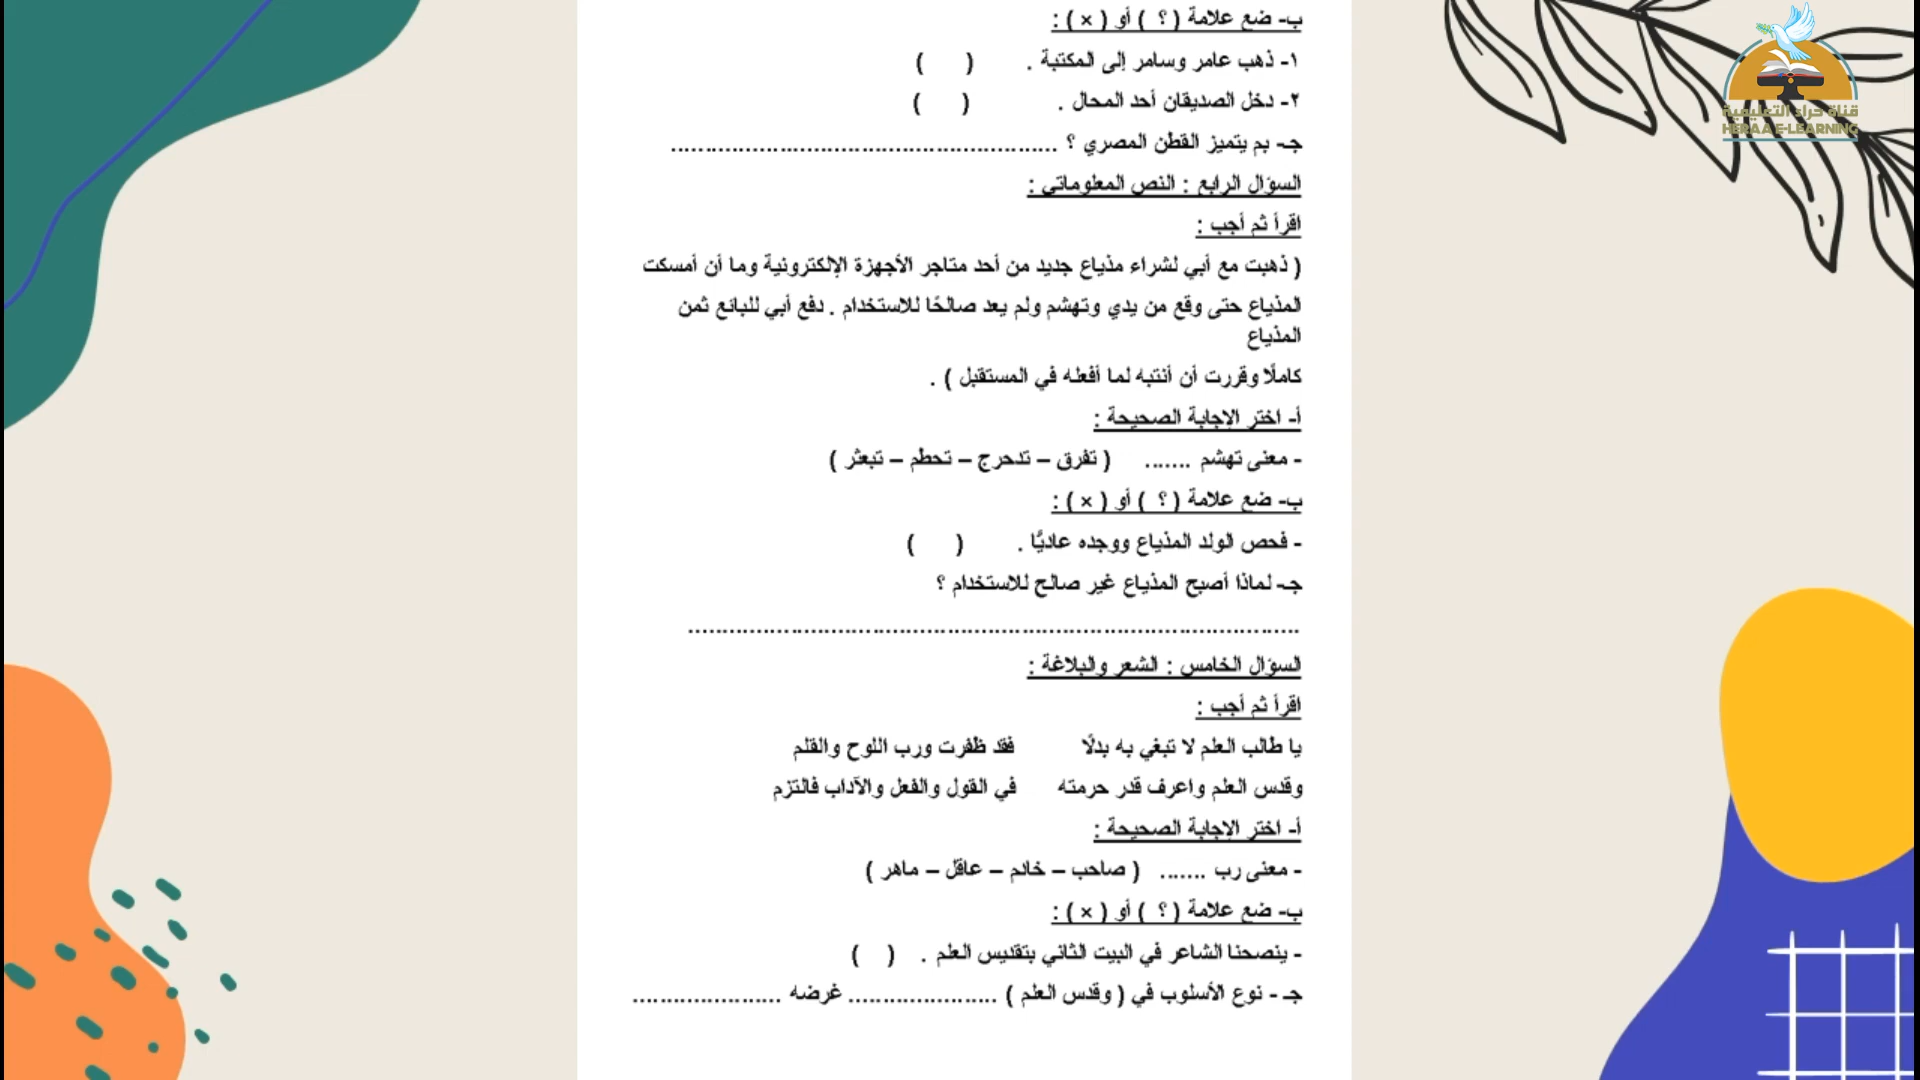 ب- ضع علامة ( ؟ ) أو ( × ) :
١- ذهب عامر وسامر إلى المكتبة . ( )
٢- دخل الصديقان أحد المحال . ( )
جـ- بم يتميز القطن المصري ؟ .........................................................
السؤال الرابع : النص المعلوماتي :
اقرأ ثم أجب :
( ذهبت مع أبي لشراء مذياع جديد من أحد متاجر الأجهزة الإلكترونية وما أن أمسكت
المذياع حتى وقع من يدي وتهشم ولم يعد صالحًا للاستخدام . دفع أبي للبائع ثمن
المذياع
كاملًا وقررت أن أنتبه لما أفعله في المستقبل ) .
أ- اختر الإجابة الصحيحة :
- معنى تهشم ....... ( تفرق – تدحرج – تحطم – تبعثر )
ب- ضع علامة ( ؟ ) أو ( × ) :
- فحص الولد المذياع ووجده عاديًا . ( )
جـ- لماذا أصبح المذياع غير صالح للاستخدام ؟
..........................................................................................
السؤال الخامس : الشعر والبلاغة :
اقرأ ثم أجب :
يا طالب العلم لا تبغي به بدلًا فقد ظفرت ورب اللوح والقلم
وقدس العلم واعرف قدر حرمته في القول والفعل والآداب فالتزم
أ- اختر الإجابة الصحيحة :
- معنى رب ....... ( صاحب – خادم – عاقل – ماهر )
ب- ضع علامة ( ؟ ) أو ( × ) :
- ينصحنا الشاعر في البيت الثاني بتقديس العلم . ( )
جـ - نوع الأسلوب في ( وقدس العلم ) ...................... غرضه ......................
قناة حراء التعليمية
HERAA E-LEARNING